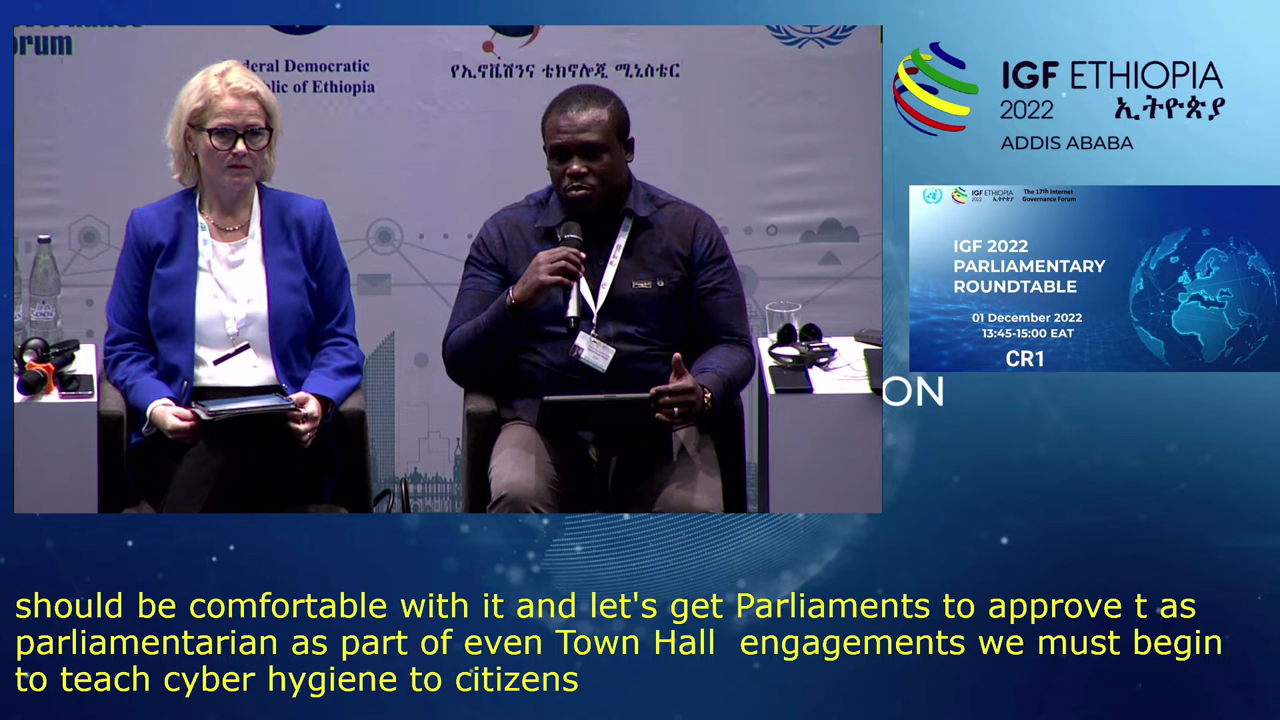 orum
deral Democratic
lic of Ethiopia
የኢኖቬሽንና ቴክኖሎጂ ሚኒስቴር
IGF ETHIOPIA
2022 ኢትዮጵያ
ADDIS ABABA
IGF ETHIOPIA
2022 ኢትዮጵያ
The 17th Internet
Governance Forum
IGF 2022
PARLIAMENTARY
ROUNDTABLE
01 December 2022
13:45-15:00 EAT
CR1
ON
should be comfortable with it and let's get Parliaments to approve t as
parliamentarian as part of even Town Hall engagements we must begin
to teach cyber hygiene to citizens